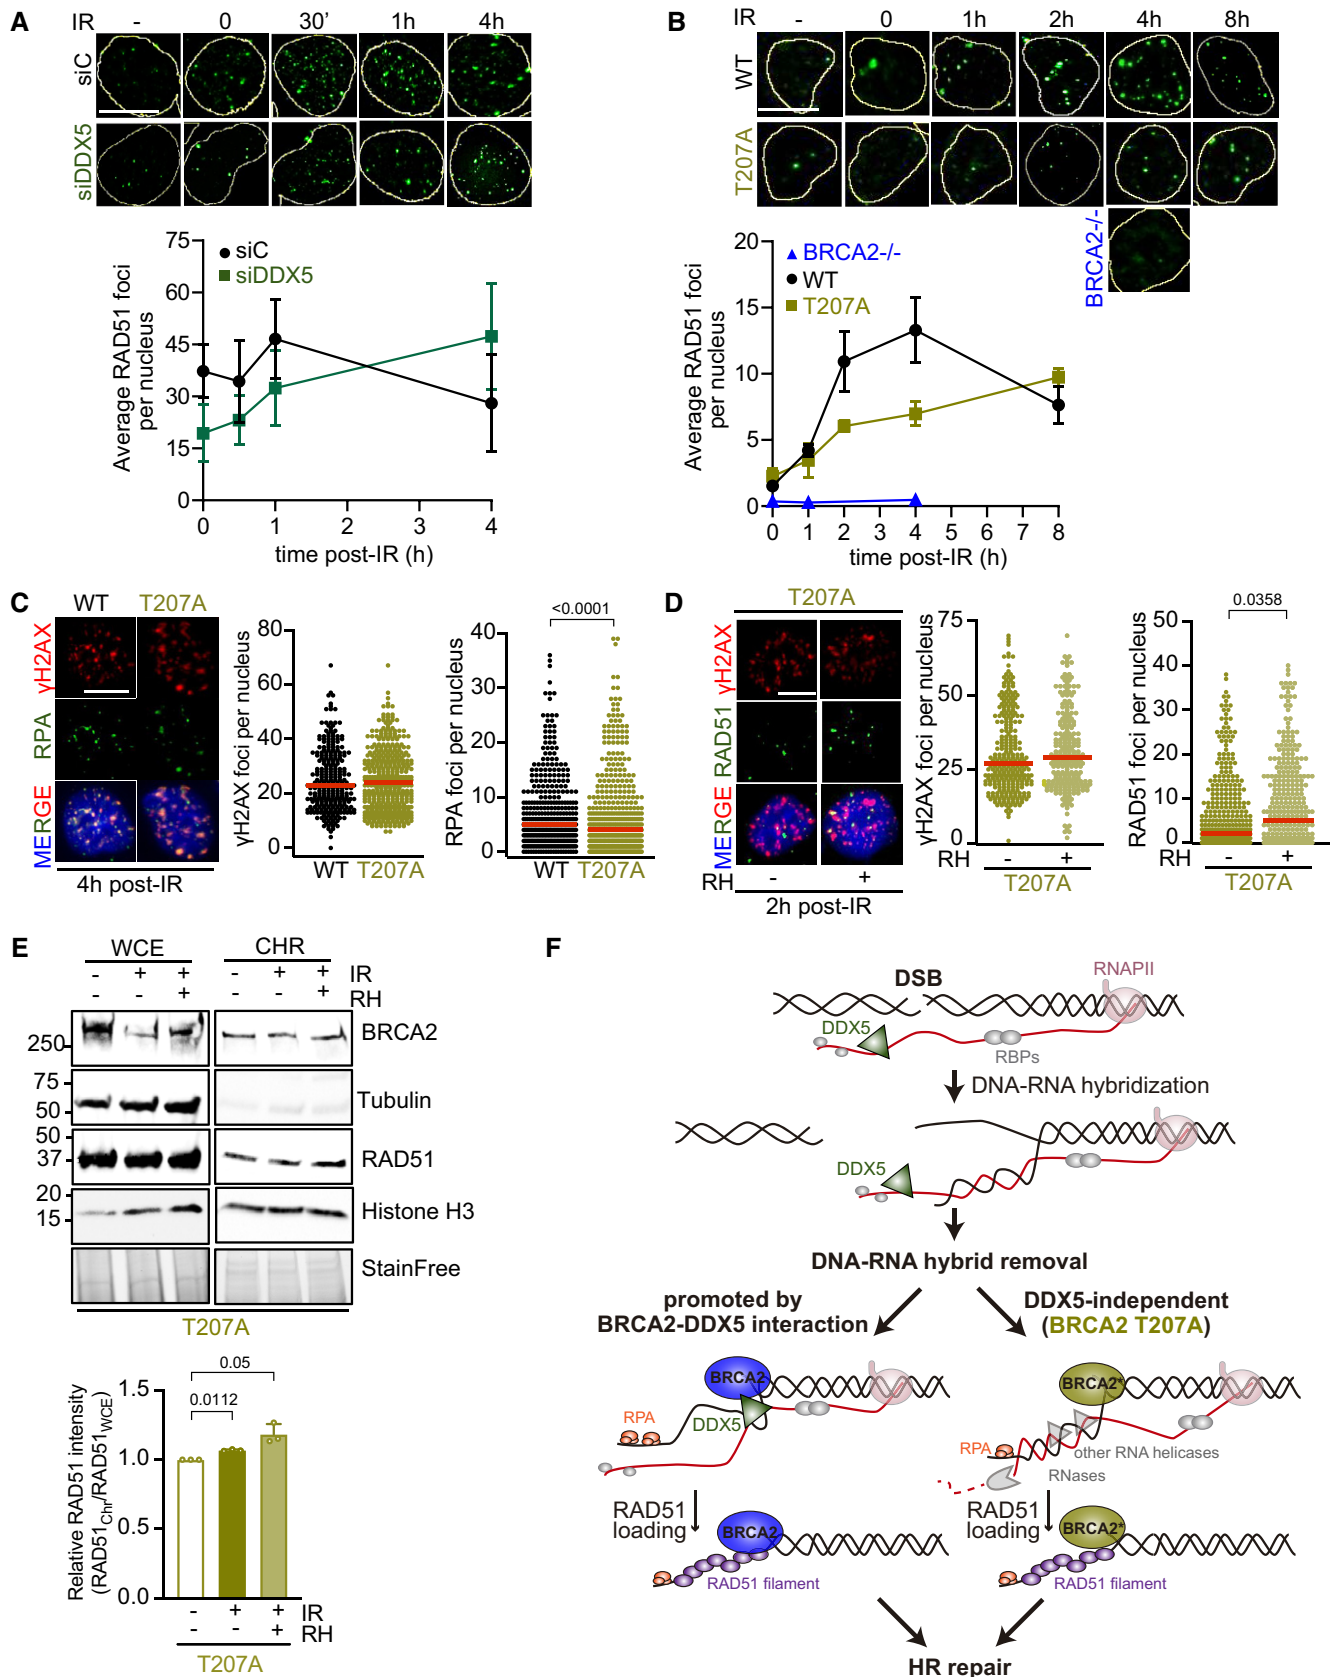 A
IR - 0 30' 1h 4h
siC
siDDX5
75
60
45
30
15
0
Average RAD51 foci
per nucleus
siC
siDDX5
0 1 2 3 4
time post-IR (h)
B
IR - 0 1h 2h 4h 8h
WT
T207A
BRCA2-/-
20
15
10
5
0
Average RAD51 foci
per nucleus
BRCA2-/-
WT
T207A
0 1 2 3 4 5 6 7 8
time post-IR (h)
C
WT T207A
γH2AX
RPA
MERGE
4h post-IR
γH2AX foci per nucleus
80
60
40
20
0
WT T207A
RPA foci per nucleus
<0.0001
40
30
20
10
0
WT T207A
D
T207A
γH2AX
RAD51
MERGE
RH - +
2h post-IR
γH2AX foci per nucleus
75
50
25
0
RH - +
T207A
RAD51 foci per nucleus
0.0358
50
40
30
20
10
0
RH - +
T207A
E
WCE CHR
- + + - + + IR
- - + - - + RH
250 BRCA2
75
50 Tubulin
50
37 RAD51
20
15 Histone H3
StainFree
T207A
Relative RAD51 intensity
(RAD51Chr/RAD51WCE)
0.05
0.0112
1.5
1.0
0.5
0.0
- + + IR
- - + RH
T207A
F
DSB
RNAPII
DDX5
RBPs
DNA-RNA hybridization
DDX5
DNA-RNA hybrid removal
promoted by
BRCA2-DDX5 interaction
DDX5-independent
(BRCA2 T207A)
BRCA2
RPA
DDX5
BRCA2*
RPA
other RNA helicases
RNases
RAD51
loading
BRCA2
RAD51 filament
RAD51
loading
BRCA2*
RAD51 filament
HR repair